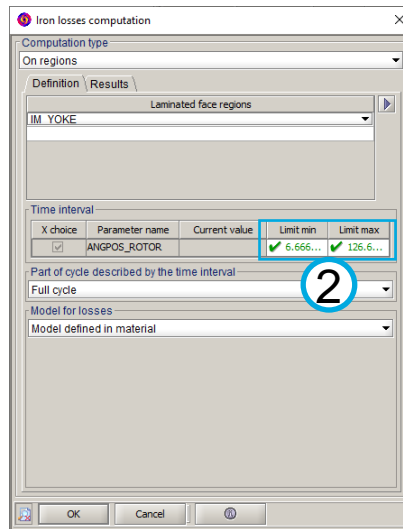 Iron losses computation
Computation type
On regions
Definition Results
Laminated face regions
IM_YOKE
Time interval
X choice Parameter name Current value Limit min Limit max
ANGPOS_ROTOR 6.666... 126.6...
Part of cycle described by the time interval
Full cycle
2
Model for losses
Model defined in material
OK Cancel